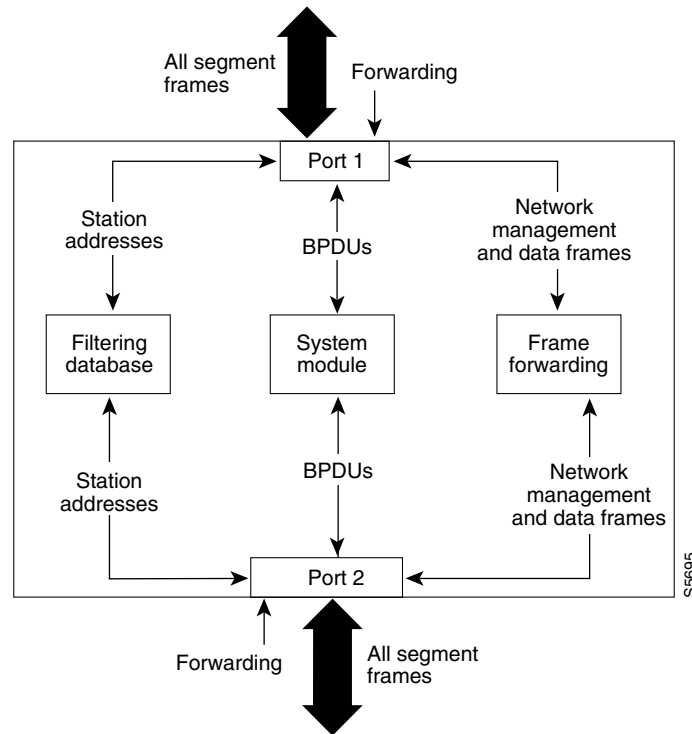 All segment
frames
Forwarding
Port 1
Station
addresses
BPDUs
Network
management
and data frames
Filtering
database
System
module
Frame
forwarding
Station
addresses
BPDUs
Network
management
and data frames
Port 2
S5695
Forwarding
All segment
frames